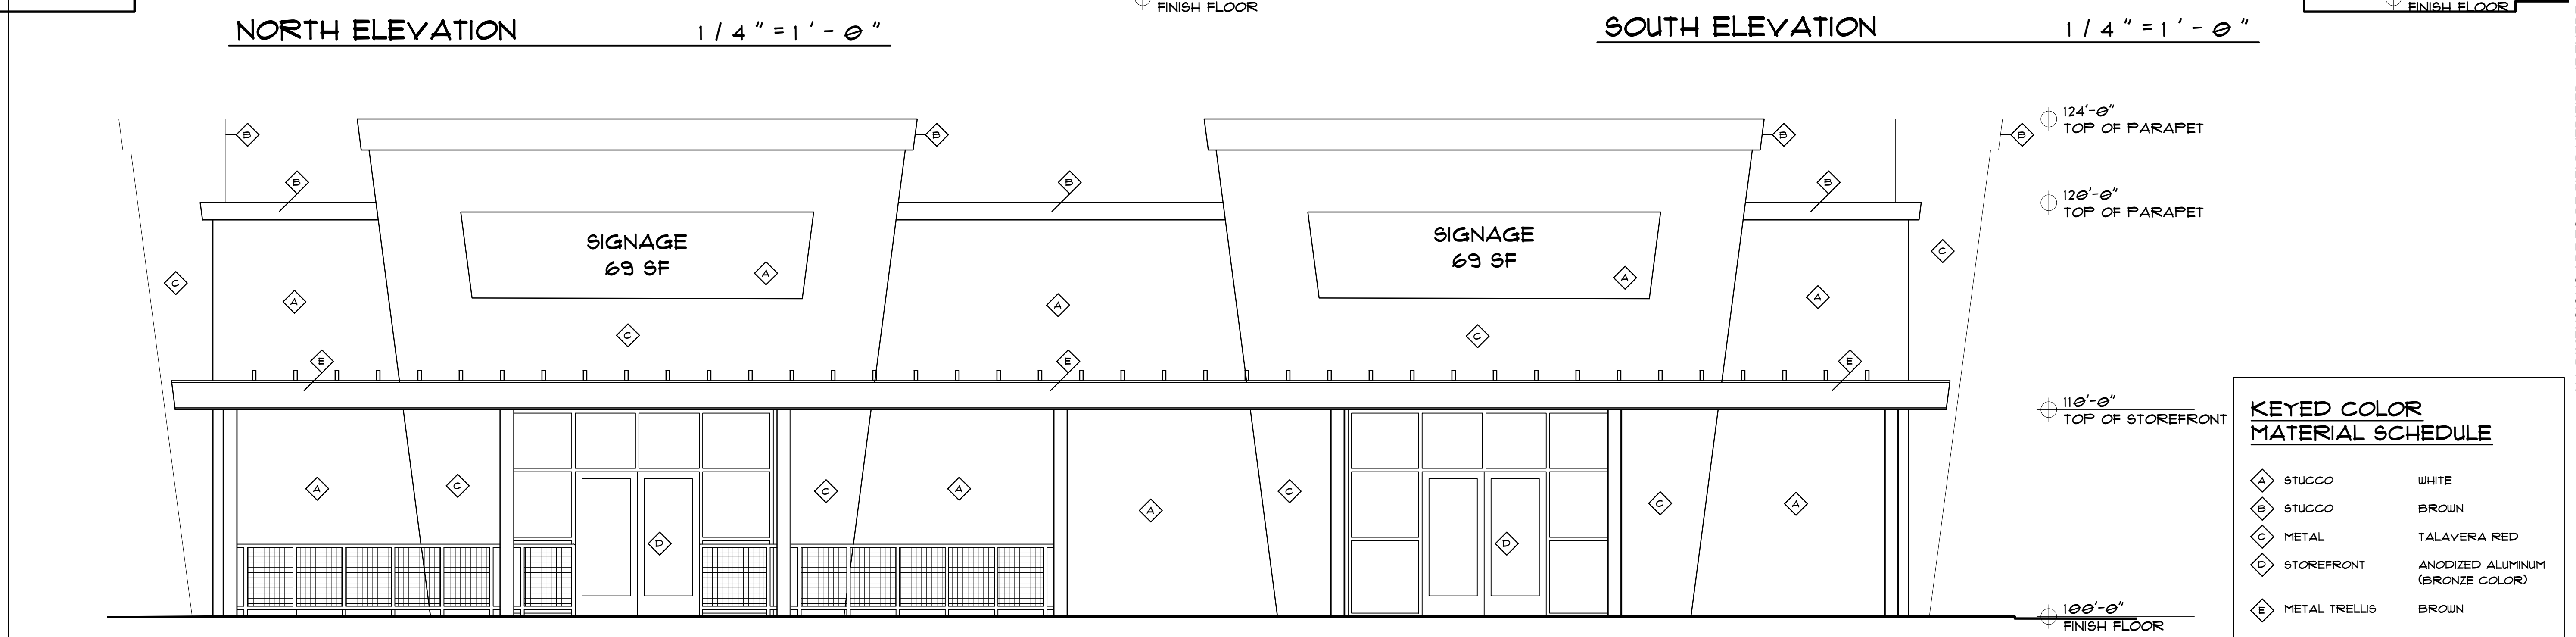 FINISH FLOOR
FINISH FLOOR
NORTH ELEVATION 1/4"=1'-0"
SOUTH ELEVATION 1/4"=1'-0"
124'-0"
TOP OF PARAPET
B
B
B
B
B
B
B
120'-0"
TOP OF PARAPET
SIGNAGE
69 SF
A
SIGNAGE
69 SF
A
C
C
A
A
A
C
C
E
E
E
110'-0"
TOP OF STOREFRONT
A
C
C
A
A
C
C
A
D
D
100'-0"
FINISH FLOOR
KEYED COLOR
MATERIAL SCHEDULE
A STUCCO WHITE
B STUCCO BROWN
C METAL TALAVERA RED
D STOREFRONT ANODIZED ALUMINUM
(BRONZE COLOR)
E METAL TRELLIS BROWN